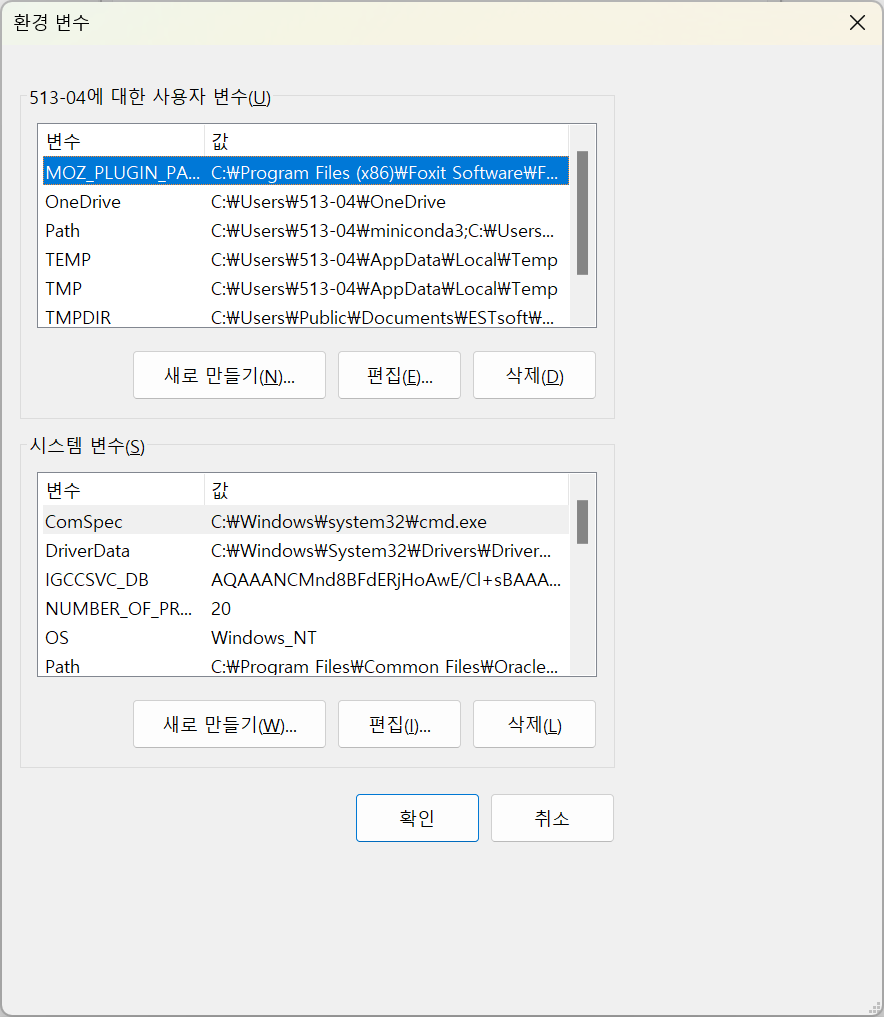 환경 변수
513-04에 대한 사용자 변수(U)
변수 값
MOZ_PLUGIN_PA... C:₩Program Files (x86)₩Foxit Software₩F...
OneDrive C:₩Users₩513-04₩OneDrive
Path C:₩Users₩513-04₩miniconda3;C:₩Users...
TEMP C:₩Users₩513-04₩AppData₩Local₩Temp
TMP C:₩Users₩513-04₩AppData₩Local₩Temp
TMPDIR C:₩Users₩Public₩Documents₩ESTsoft₩...
새로 만들기(N)... 편집(E)... 삭제(D)
시스템 변수(S)
변수 값
ComSpec C:₩Windows₩system32₩cmd.exe
DriverData C:₩Windows₩System32₩Drivers₩Driver...
IGCCSVC_DB AQAAANCMnd8BFdERjHoAwE/Cl+sBAAA...
NUMBER_OF_PR... 20
OS Windows_NT
Path C:₩Program Files₩Common Files₩Oracle...
새로 만들기(W)... 편집(I)... 삭제(L)
확인 취소